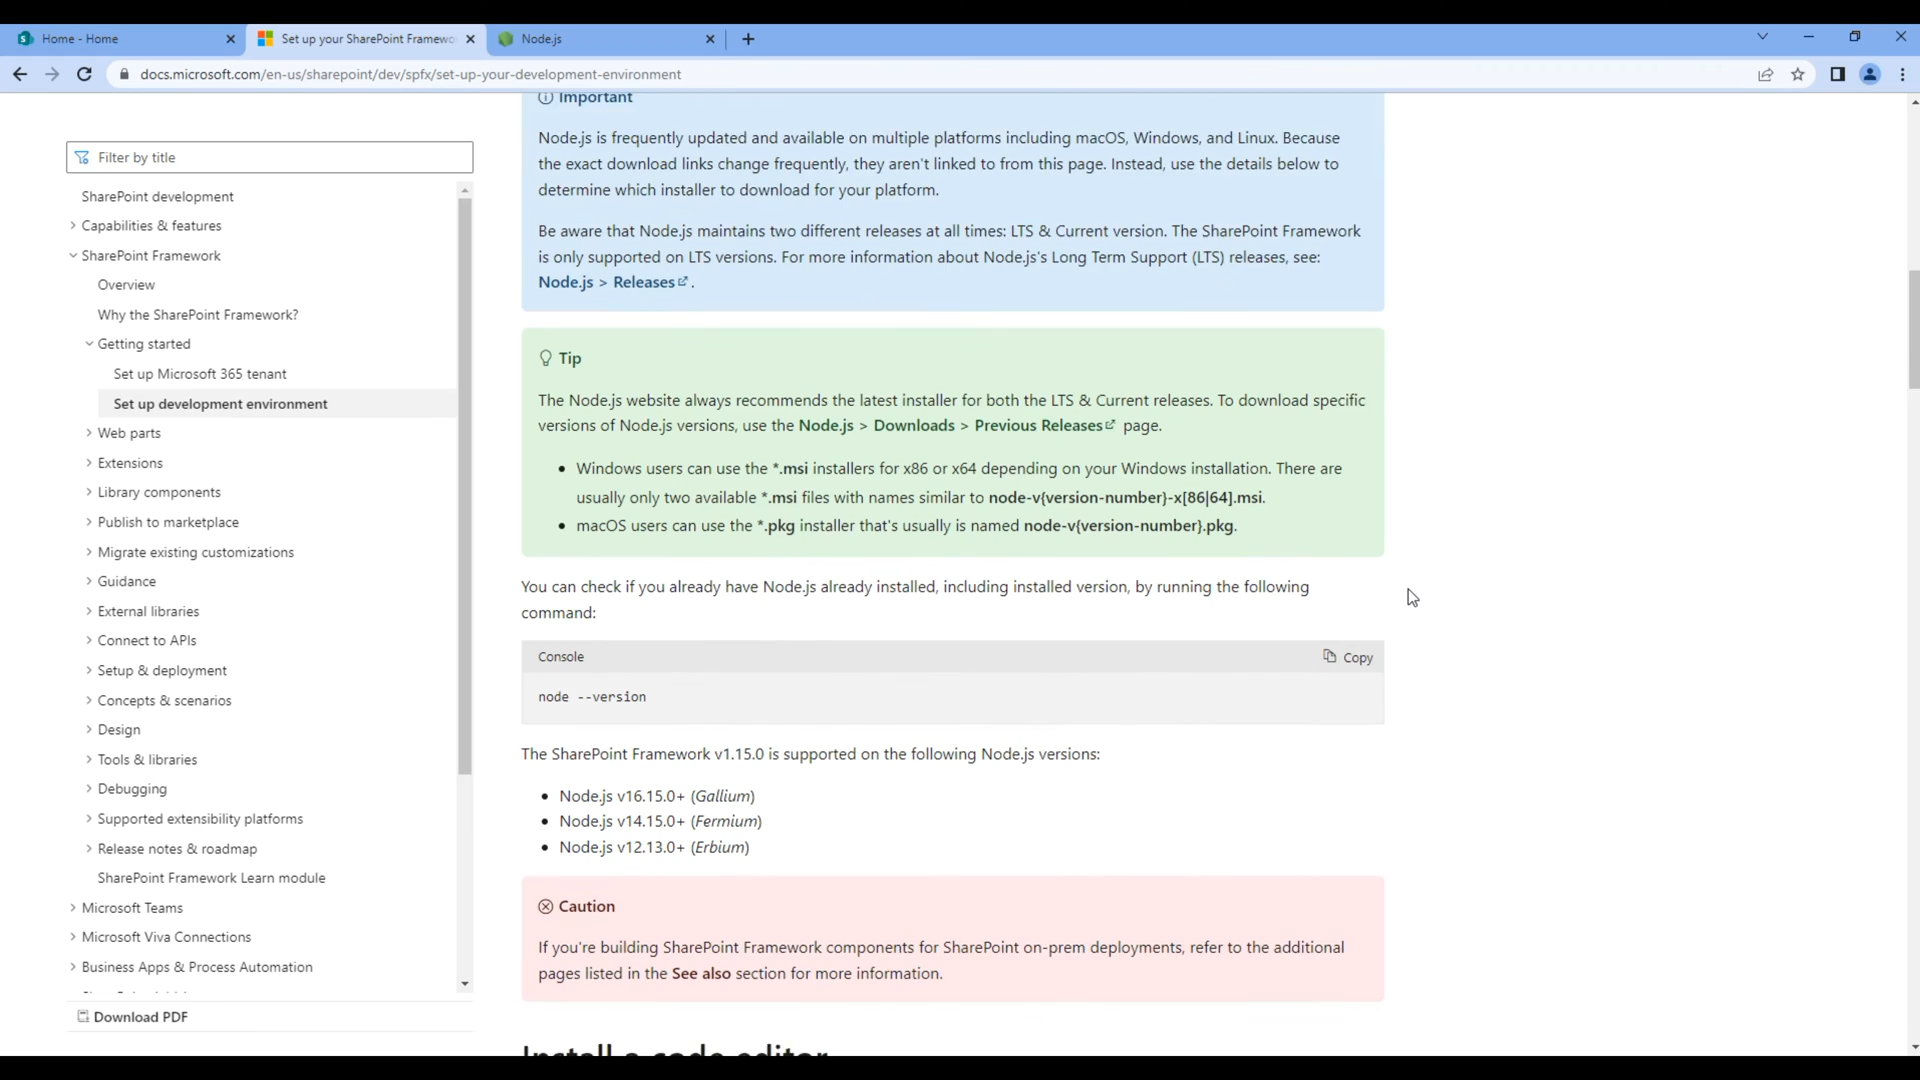 Home - Home
Set up your SharePoint Framewo
Node.js
docs.microsoft.com/en-us/sharepoint/dev/spfx/set-up-your-development-environment
Filter by title
SharePoint development
Capabilities & features
SharePoint Framework
Overview
Why the SharePoint Framework?
Getting started
Set up Microsoft 365 tenant
Set up development environment
Web parts
Extensions
Library components
Publish to marketplace
Migrate existing customizations
Guidance
External libraries
Connect to APIs
Setup & deployment
Concepts & scenarios
Design
Tools & libraries
Debugging
Supported extensibility platforms
Release notes & roadmap
SharePoint Framework Learn module
Microsoft Teams
Microsoft Viva Connections
Business Apps & Process Automation
Download PDF
Important
Node.js is frequently updated and available on multiple platforms including macOS, Windows, and Linux. Because
the exact download links change frequently, they aren't linked to from this page. Instead, use the details below to
determine which installer to download for your platform.
Be aware that Node.js maintains two different releases at all times: LTS & Current version. The SharePoint Framework
is only supported on LTS versions. For more information about Node.js's Long Term Support (LTS) releases, see:
Node.js > Releases .
Tip
The Node.js website always recommends the latest installer for both the LTS & Current releases. To download specific
versions of Node.js versions, use the Node.js > Downloads > Previous Releases page.
• Windows users can use the *.msi installers for x86 or x64 depending on your Windows installation. There are
usually only two available *.msi files with names similar to node-v{version-number}-x[86|64].msi.
• macOS users can use the *.pkg installer that's usually is named node-v{version-number}.pkg.
You can check if you already have Node.js already installed, including installed version, by running the following
command:
Console
Copy
node --version
The SharePoint Framework v1.15.0 is supported on the following Node.js versions:
• Node.js v16.15.0+ (Gallium)
• Node.js v14.15.0+ (Fermium)
• Node.js v12.13.0+ (Erbium)
Caution
If you're building SharePoint Framework components for SharePoint on-prem deployments, refer to the additional
pages listed in the See also section for more information.
Install a code editor